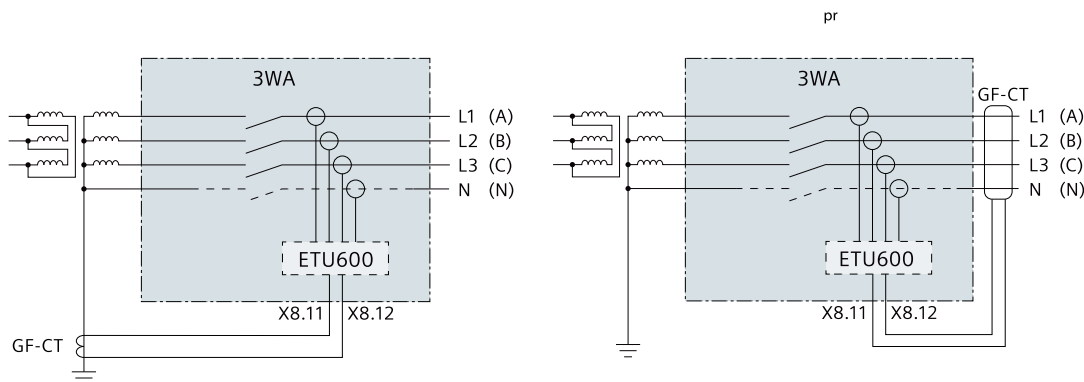 pr
3WA
L1 (A)
L2 (B)
L3 (C)
N (N)
ETU600
X8.11 X8.12
GF-CT
3WA
GF-CT
L1 (A)
L2 (B)
L3 (C)
N (N)
ETU600
X8.11 X8.12